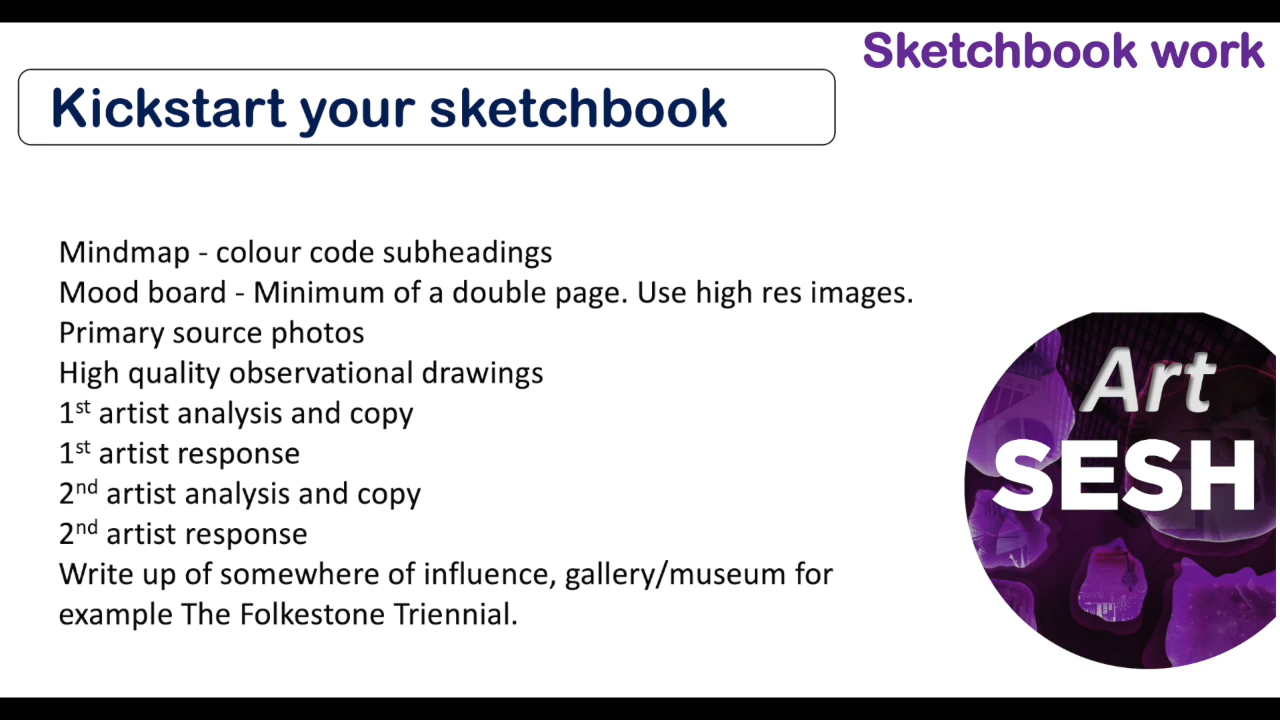 Sketchbook work
Kickstart your sketchbook
Mindmap - colour code subheadings
Mood board - Minimum of a double page. Use high res images.
Primary source photos
High quality observational drawings
1st artist analysis and copy
1st artist response
2nd artist analysis and copy
2nd artist response
Write up of somewhere of influence, gallery/museum for
example The Folkestone Triennial.
Art
SESH